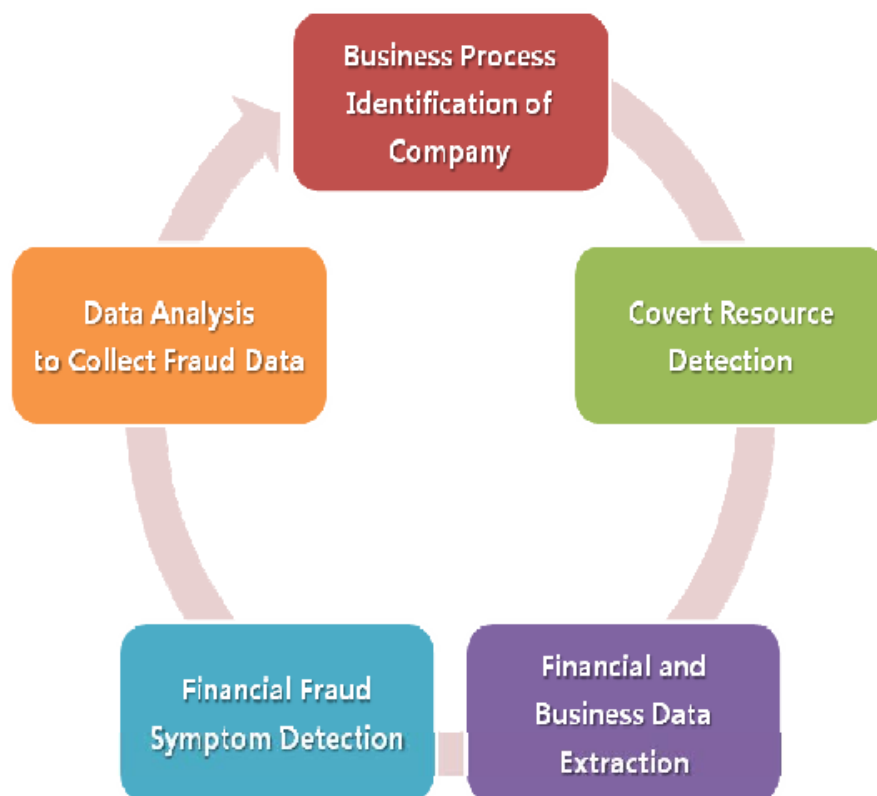 Business Process
Identification of
Company
Covert Resource
Detection
Financial and
Business Data
Extraction
Financial Fraud
Symptom Detection
Data Analysis
to Collect Fraud Data